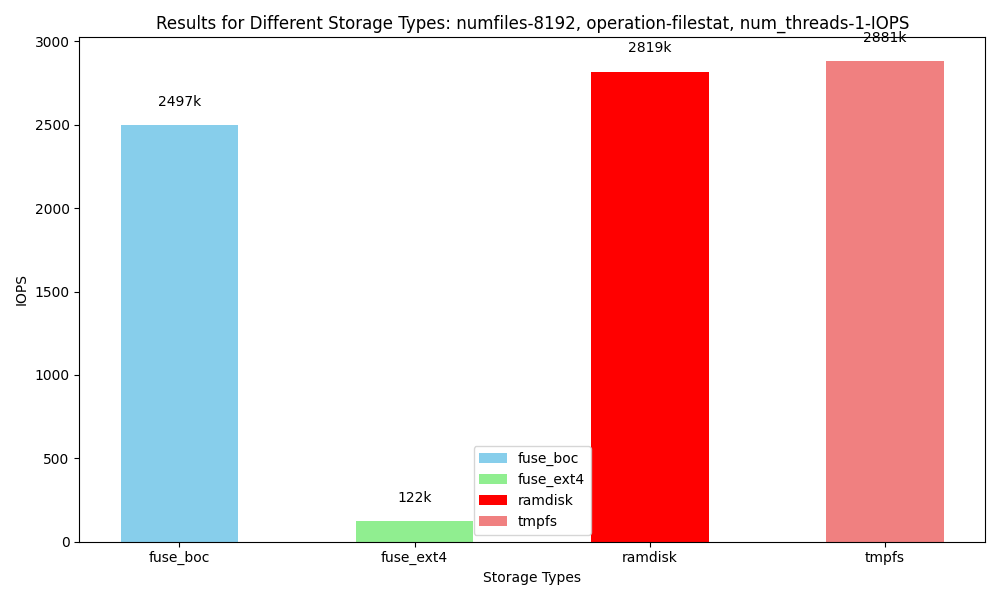 Results for Different Storage Types: numfiles-8192, operation-filestat, num_threads-1-IOPS
3000
2500
2000
1500
1000
500
0
IOPS
2497k
122k
2819k
2881k
fuse_boc
fuse_ext4
ramdisk
tmpfs
fuse_boc
fuse_ext4
ramdisk
tmpfs
Storage Types